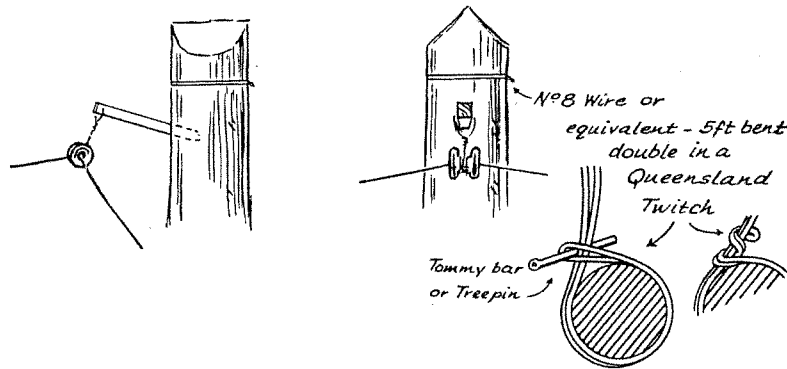 Nº8 Wire or
equivalent - 5ft bent
double in a
Queensland
Twitch
Tommy bar
or Treepin